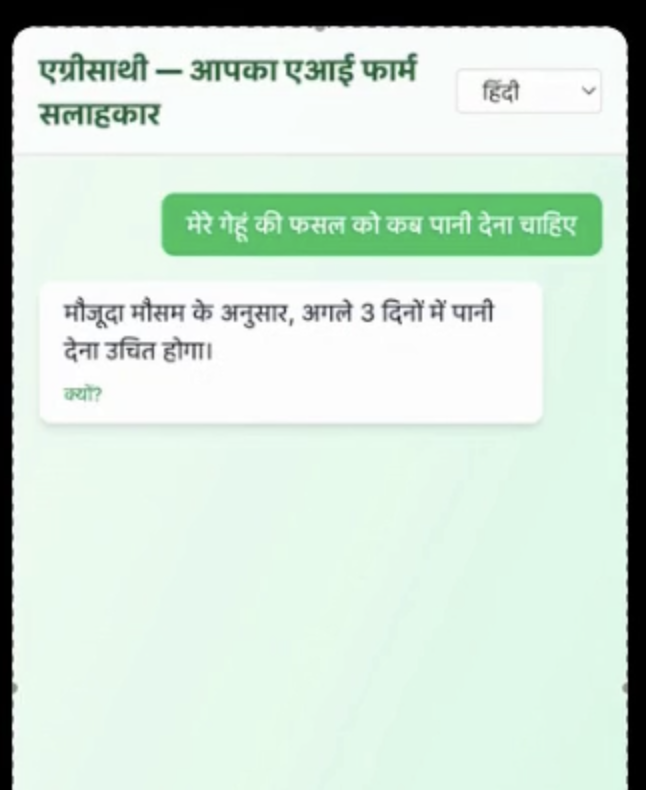 एग्रीसाथी — आपका एआई फार्म
सलाहकार
हिंदी
मेरे गेहूं की फसल को कब पानी देना चाहिए
मौजूदा मौसम के अनुसार, अगले 3 दिनों में पानी
देना उचित होगा।
क्यों?